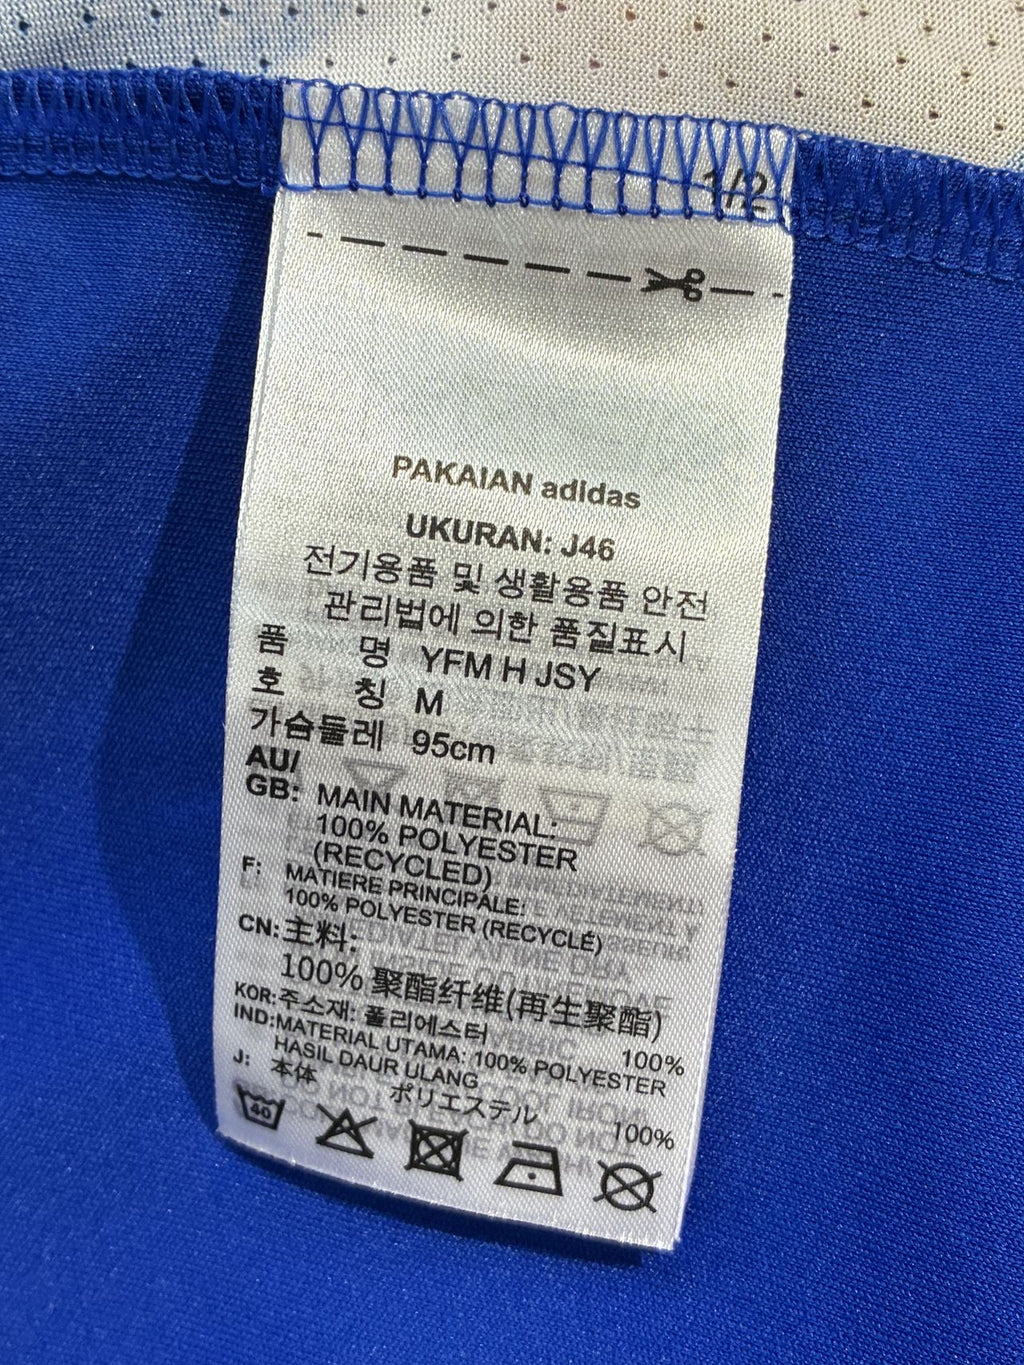 1/2
PAKAIAN adidas
UKURAN: J46
전기용품 및 생활용품 안전
관리법에 의한 품질표시
품 명 YFM H JSY
호 칭 M
가슴둘레 95cm
AU/
GB: MAIN MATERIAL:
100% POLYESTER
(RECYCLED)
F: MATIERE PRINCIPALE:
100% POLYESTER (RECYCLÉ)
CN: 主料:
100% 聚酯纤维(再生聚酯)
KOR: 주소재: 폴리에스터 100%
IND: MATERIAL UTAMA: 100% POLYESTER
HASIL DAUR ULANG
J: 本体 ポリエステル 100%
40